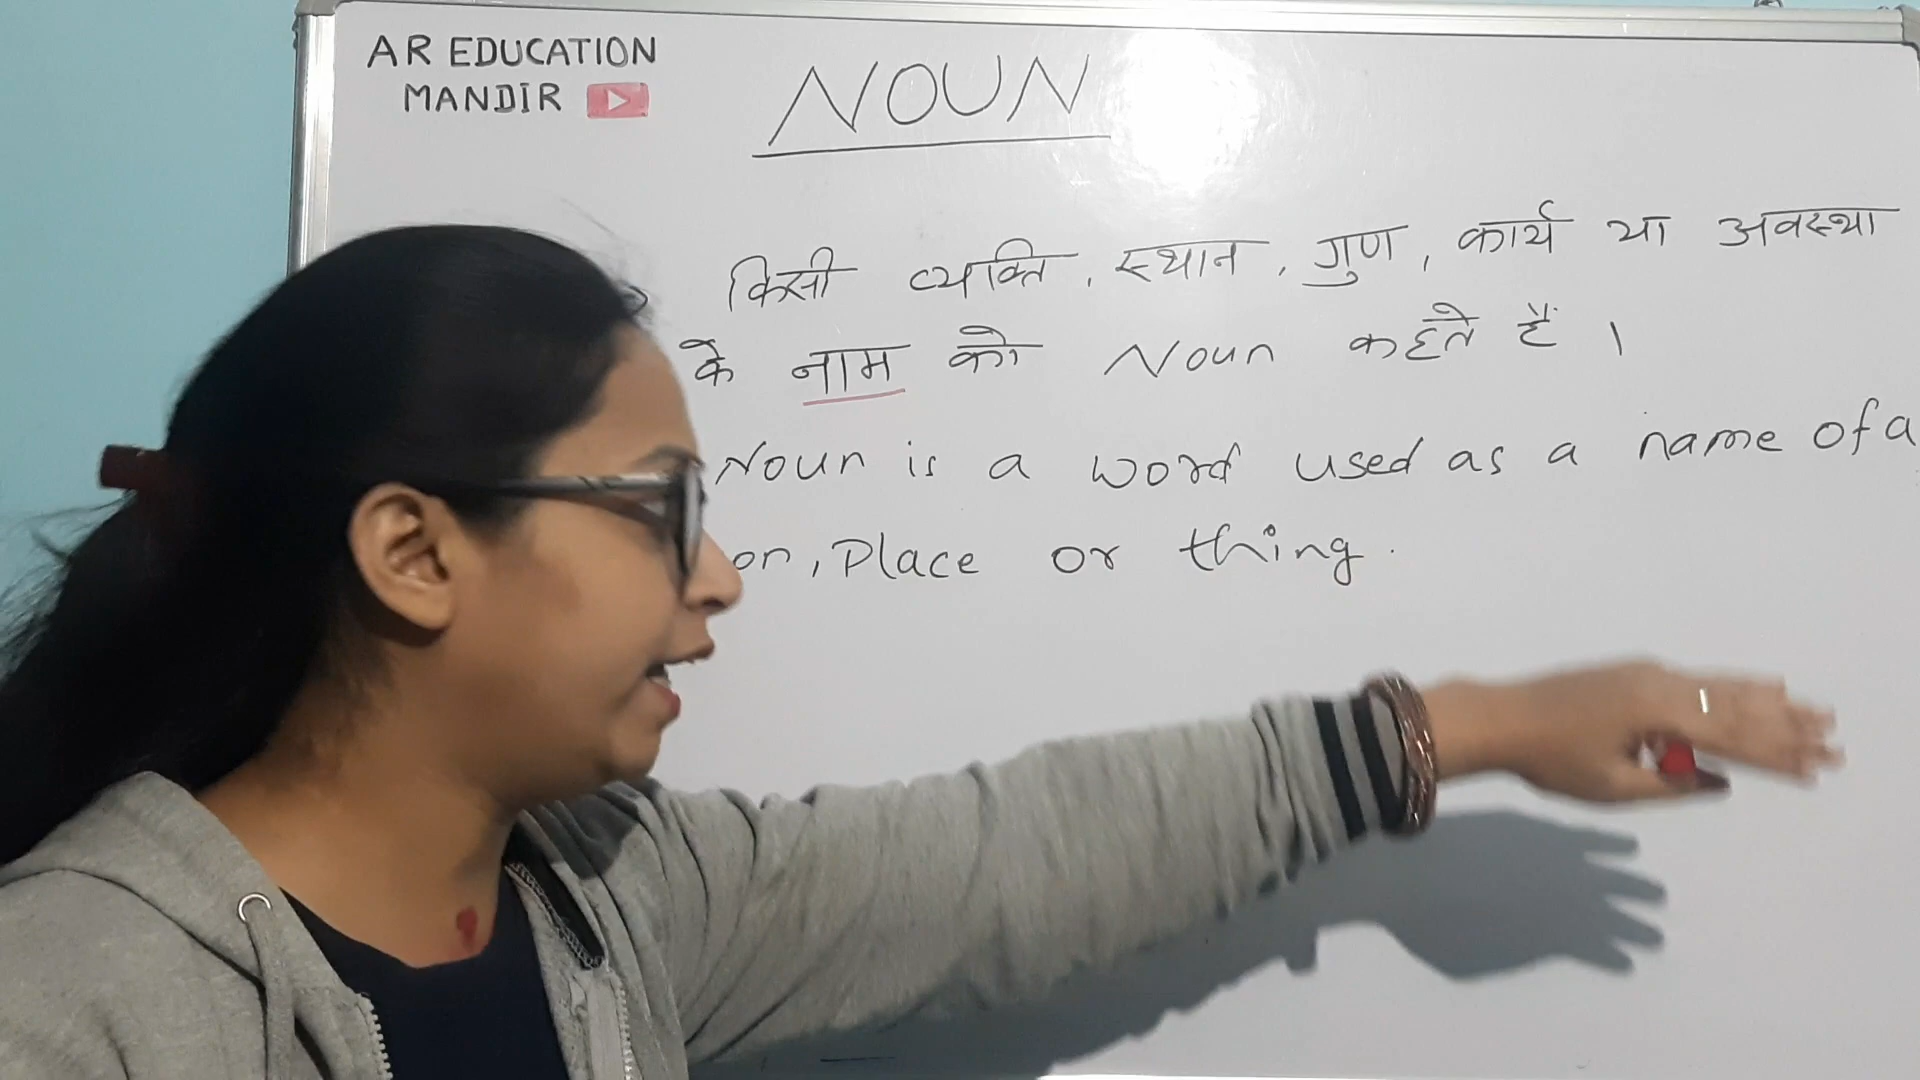 AR EDUCATION
MANDIR
NOUN
किसी व्यक्ति, स्थान, गुण, कार्य या अवस्था
के नाम को Noun कहते हैं ।
Noun is a word used as a name of a
on, Place or thing.